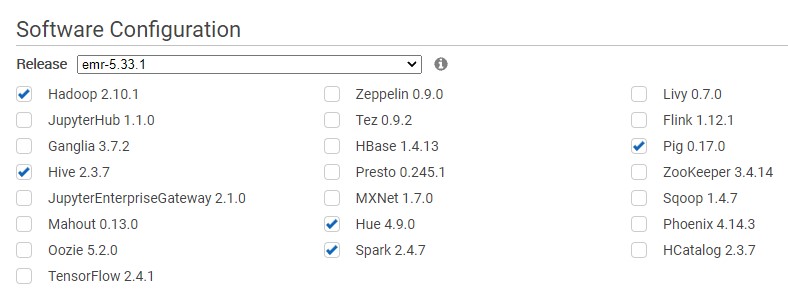 Software Configuration
Release emr-5.33.1
Hadoop 2.10.1 Zeppelin 0.9.0 Livy 0.7.0
JupyterHub 1.1.0 Tez 0.9.2 Flink 1.12.1
Ganglia 3.7.2 HBase 1.4.13 Pig 0.17.0
Hive 2.3.7 Presto 0.245.1 ZooKeeper 3.4.14
JupyterEnterpriseGateway 2.1.0 MXNet 1.7.0 Sqoop 1.4.7
Mahout 0.13.0 Hue 4.9.0 Phoenix 4.14.3
Oozie 5.2.0 Spark 2.4.7 HCatalog 2.3.7
TensorFlow 2.4.1